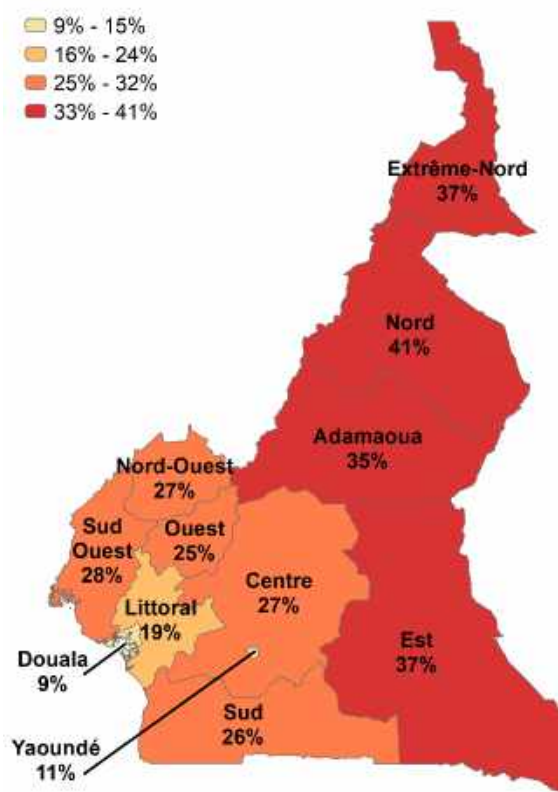 9% - 15%
16% - 24%
25% - 32%
33% - 41%
Extrême-Nord
37%
Nord
41%
Adamaoua
35%
Nord-Ouest
27%
Sud
Ouest
28%
Ouest
25%
Centre
27%
Littoral
19%
Est
37%
Douala
9%
Sud
26%
Yaoundé
11%